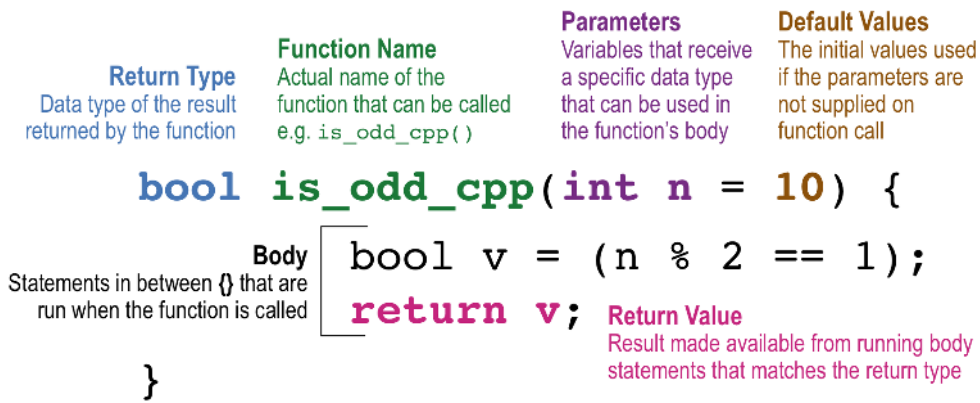 Return Type
Data type of the result
returned by the function
Function Name
Actual name of the
function that can be called
e.g. is_odd_cpp()
Parameters
Variables that receive
a specific data type
that can be used in
the function's body
Default Values
The initial values used
if the parameters are
not supplied on
function call
bool is_odd_cpp(int n = 10) {
Body
Statements in between {} that are
run when the function is called
bool v = (n % 2 == 1);
return v;
Return Value
Result made available from running body
statements that matches the return type
}